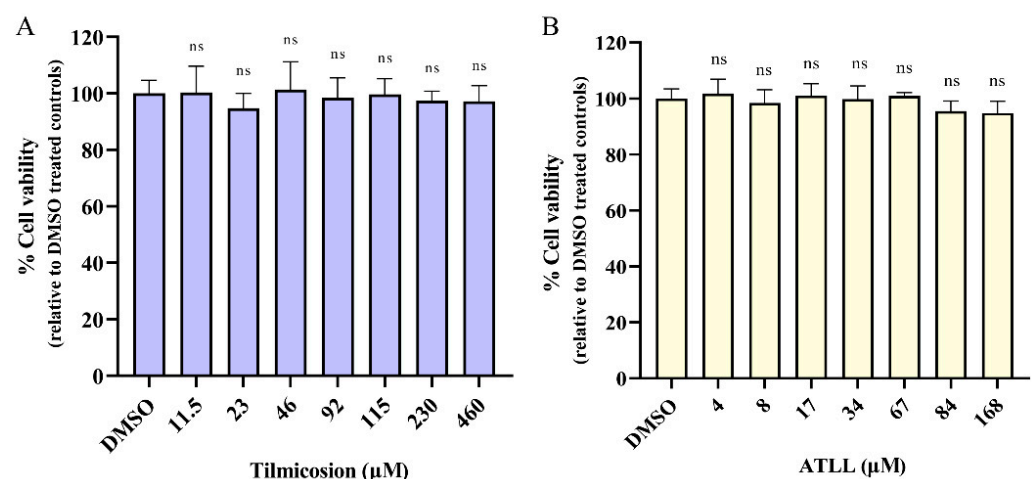 A
% Cell vability
(relative to DMSO treated controls)
120
100
80
60
40
20
0
ns
ns
ns
ns
ns
ns
ns
DMSO
11.5
23
46
92
115
230
460
Tilmicosion (µM)
B
% Cell vability
(relative to DMSO treated controls)
120
100
80
60
40
20
0
ns
ns
ns
ns
ns
ns
ns
DMSO
4
8
17
34
67
84
168
ATLL (µM)